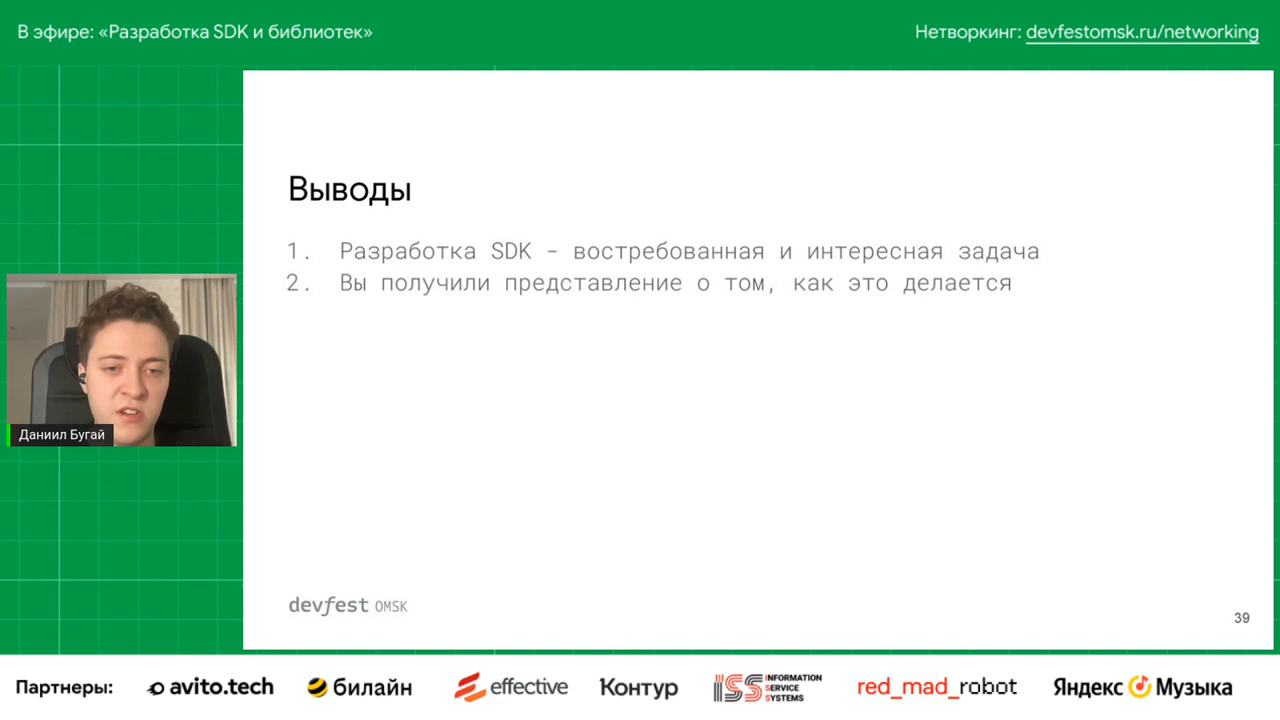 В эфире: «Разработка SDK и библиотек»
Нетворкинг: devfestomsk.ru/networking
Выводы
1. Разработка SDK - востребованная и интересная задача
2. Вы получили представление о том, как это делается
Даниил Бугай
devfest OMSK
39
Партнеры: avito.tech билайн effective Контур ISS INFORMATION SERVICE SYSTEMS red_mad_robot Яндекс Музыка